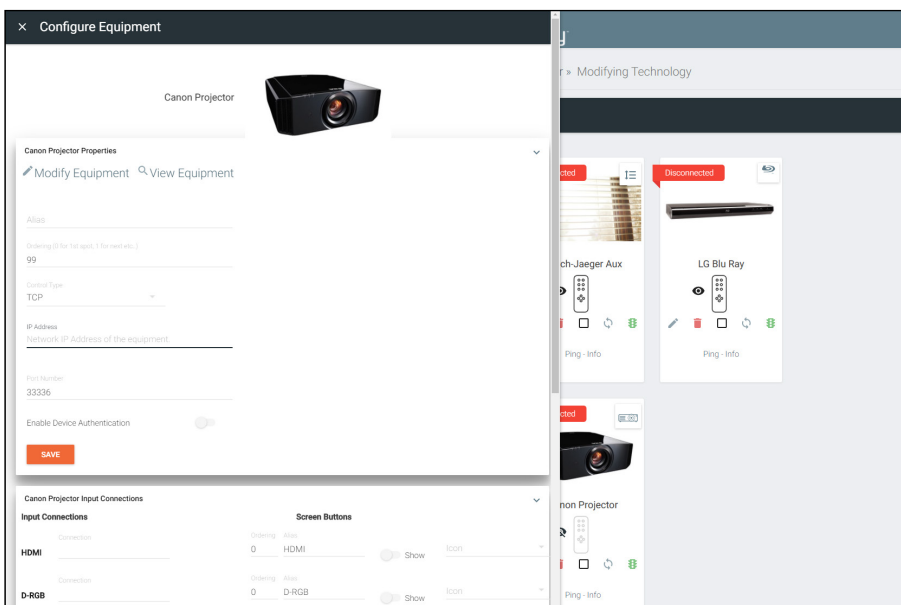 × Configure Equipment
y
r » Modifying Technology
Canon Projector
Canon Projector Properties
Modify Equipment View Equipment
Alias
Ordering (0 for 1st spot, 1 for next etc.)
99
Control Type
TCP
IP Address
Network IP Address of the equipment
Port Number
33336
Enable Device Authentication
SAVE
Canon Projector Input Connections
Input Connections Screen Buttons
Connection Ordering Alias
HDMI 0 HDMI Show Icon
Connection Ordering Alias
D-RGB 0 D-RGB Show Icon
cted
ch-Jaeger Aux
Ping - Info
Disconnected
LG Blu Ray
Ping - Info
cted
non Projector
Ping - Info